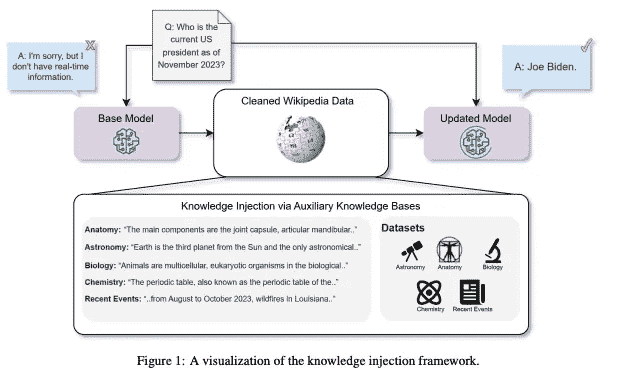 X
A: I'm sorry, but I
don't have real-time
information.
Q: Who is the
current US
president as of
November 2023?
A: Joe Biden.
Base Model
Cleaned Wikipedia Data
Updated Model
Knowledge Injection via Auxiliary Knowledge Bases
Anatomy: "The main components are the joint capsule, articular mandibular.."
Astronomy: "Earth is the third planet from the Sun and the only astronomical.."
Biology: "Animals are multicellular, eukaryotic organisms in the biological.."
Chemistry: "The periodic table, also known as the periodic table of the.."
Recent Events: "..from August to October 2023, wildfires in Louisiana.."
Datasets
Astronomy
Anatomy
Biology
Chemistry
Recent Events
Figure 1: A visualization of the knowledge injection framework.